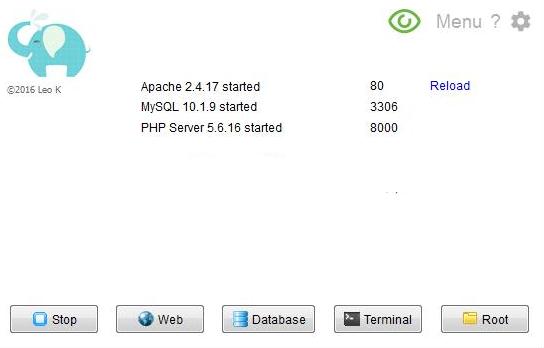 Menu ?
©2016 Leo K
Apache 2.4.17 started 80 Reload
MySQL 10.1.9 started 3306
PHP Server 5.6.16 started 8000
Stop Web Database Terminal Root